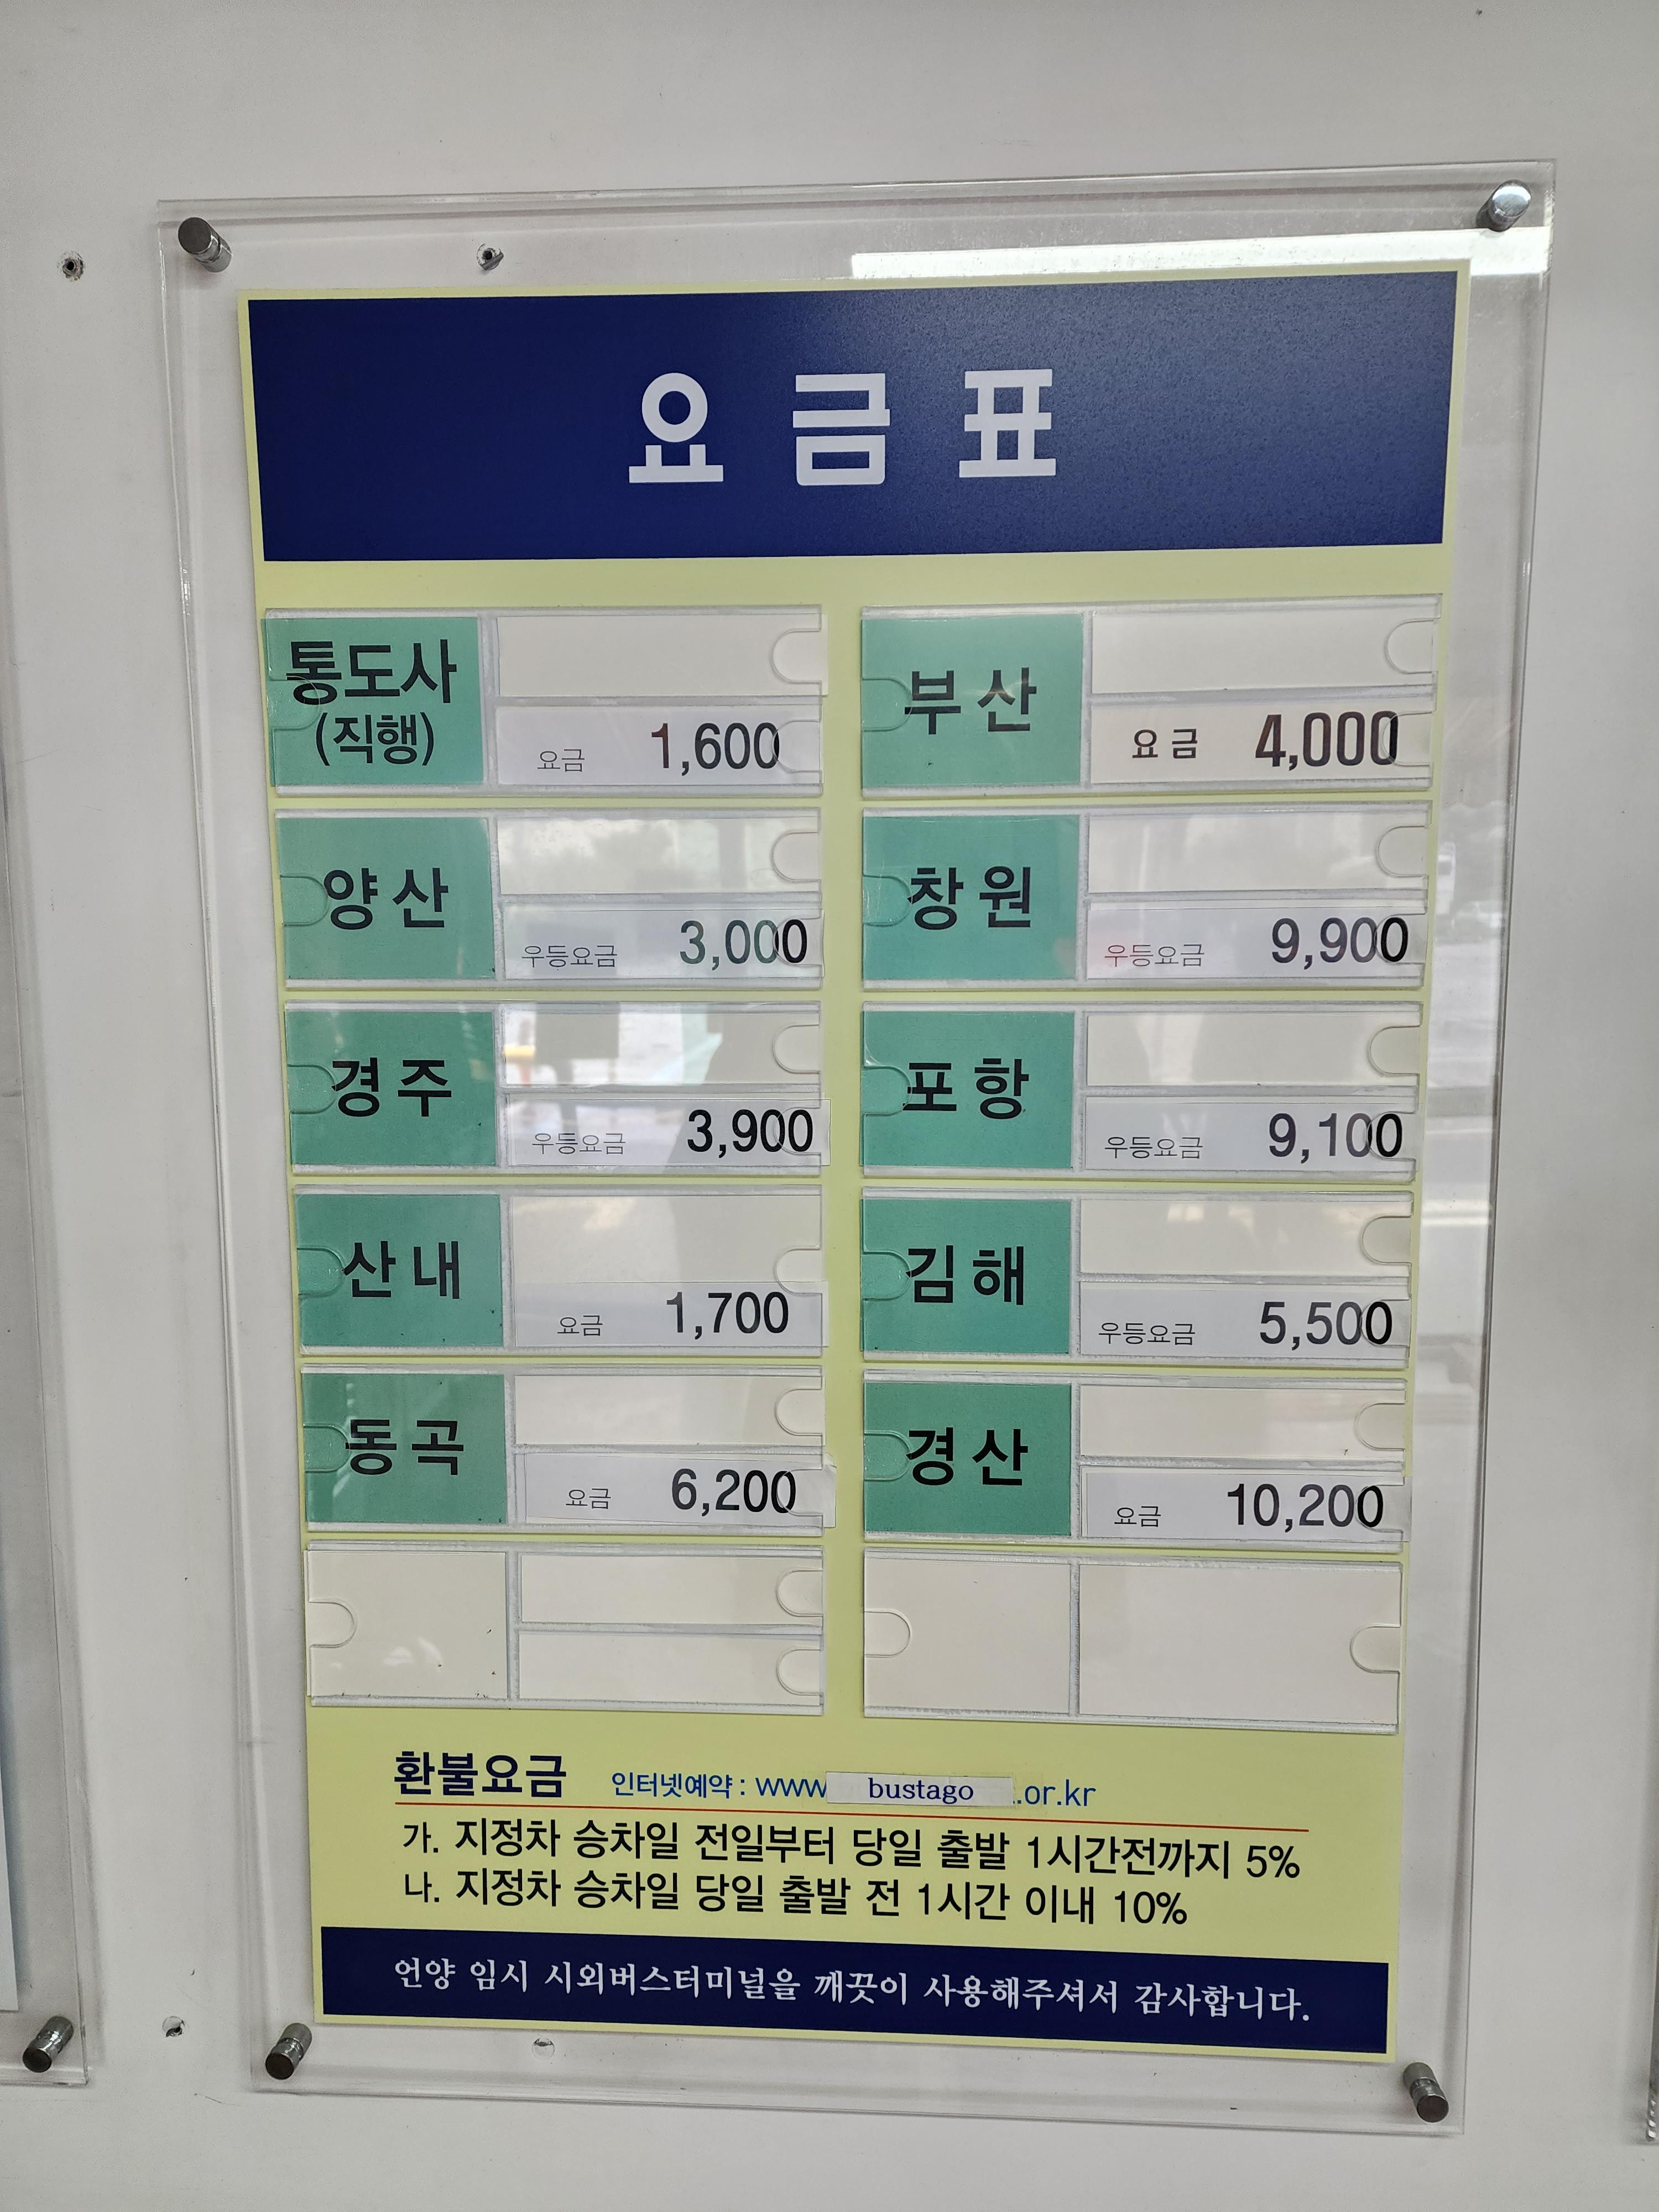 요금표
통도사
(직행)
요금 1,600
부산
요금 4,000
양산
우등요금 3,000
창원
우등요금 9,900
경주
우등요금 3,900
포항
우등요금 9,100
산내
요금 1,700
김해
우등요금 5,500
동곡
요금 6,200
경산
요금 10,200
환불요금 인터넷예약 : www bustago .or.kr
가. 지정차 승차일 전일부터 당일 출발 1시간전까지 5%
나. 지정차 승차일 당일 출발 전 1시간 이내 10%
언양 임시 시외버스터미널을 깨끗이 사용해주셔서 감사합니다.